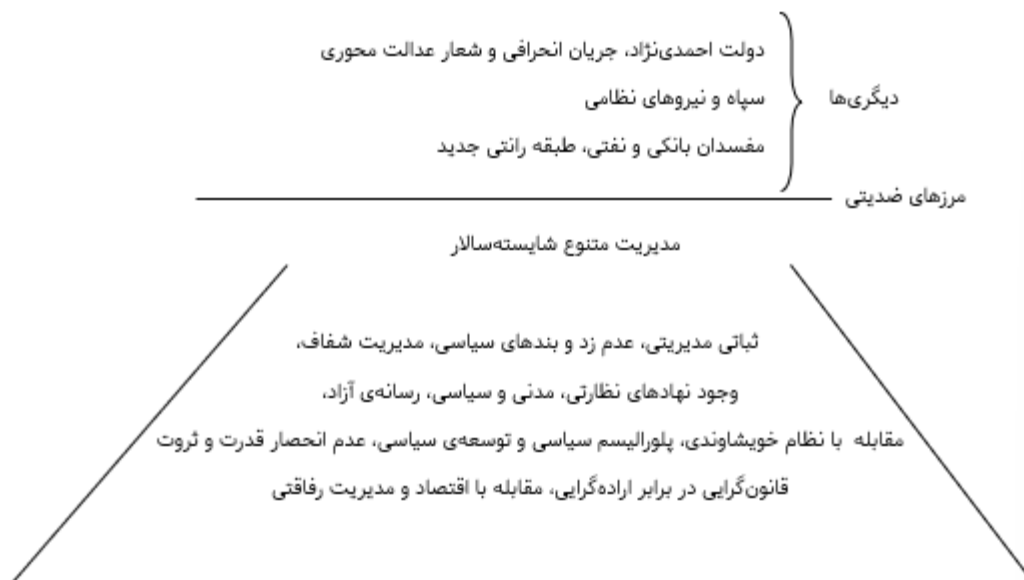 دولت احمدی‌نژاد، جریان انحرافی و شعار عدالت محوری
دیگری‌ها
سپاه و نیروهای نظامی
مفسدان بانکی و نفتی، طبقه رانتی جدید
مرزهای ضدیتی
مدیریت متنوع شایسته‌سالار
ثباتی مدیریتی، عدم زد و بندهای سیاسی، مدیریت شفاف،
وجود نهادهای نظارتی، مدنی و سیاسی، رسانه‌ی آزاد،
مقابله با نظام خویشاوندی، پلورالیسم سیاسی و توسعه‌ی سیاسی، عدم انحصار قدرت و ثروت
قانون‌گرایی در برابر اراده‌گرایی، مقابله با اقتصاد و مدیریت رفاقتی